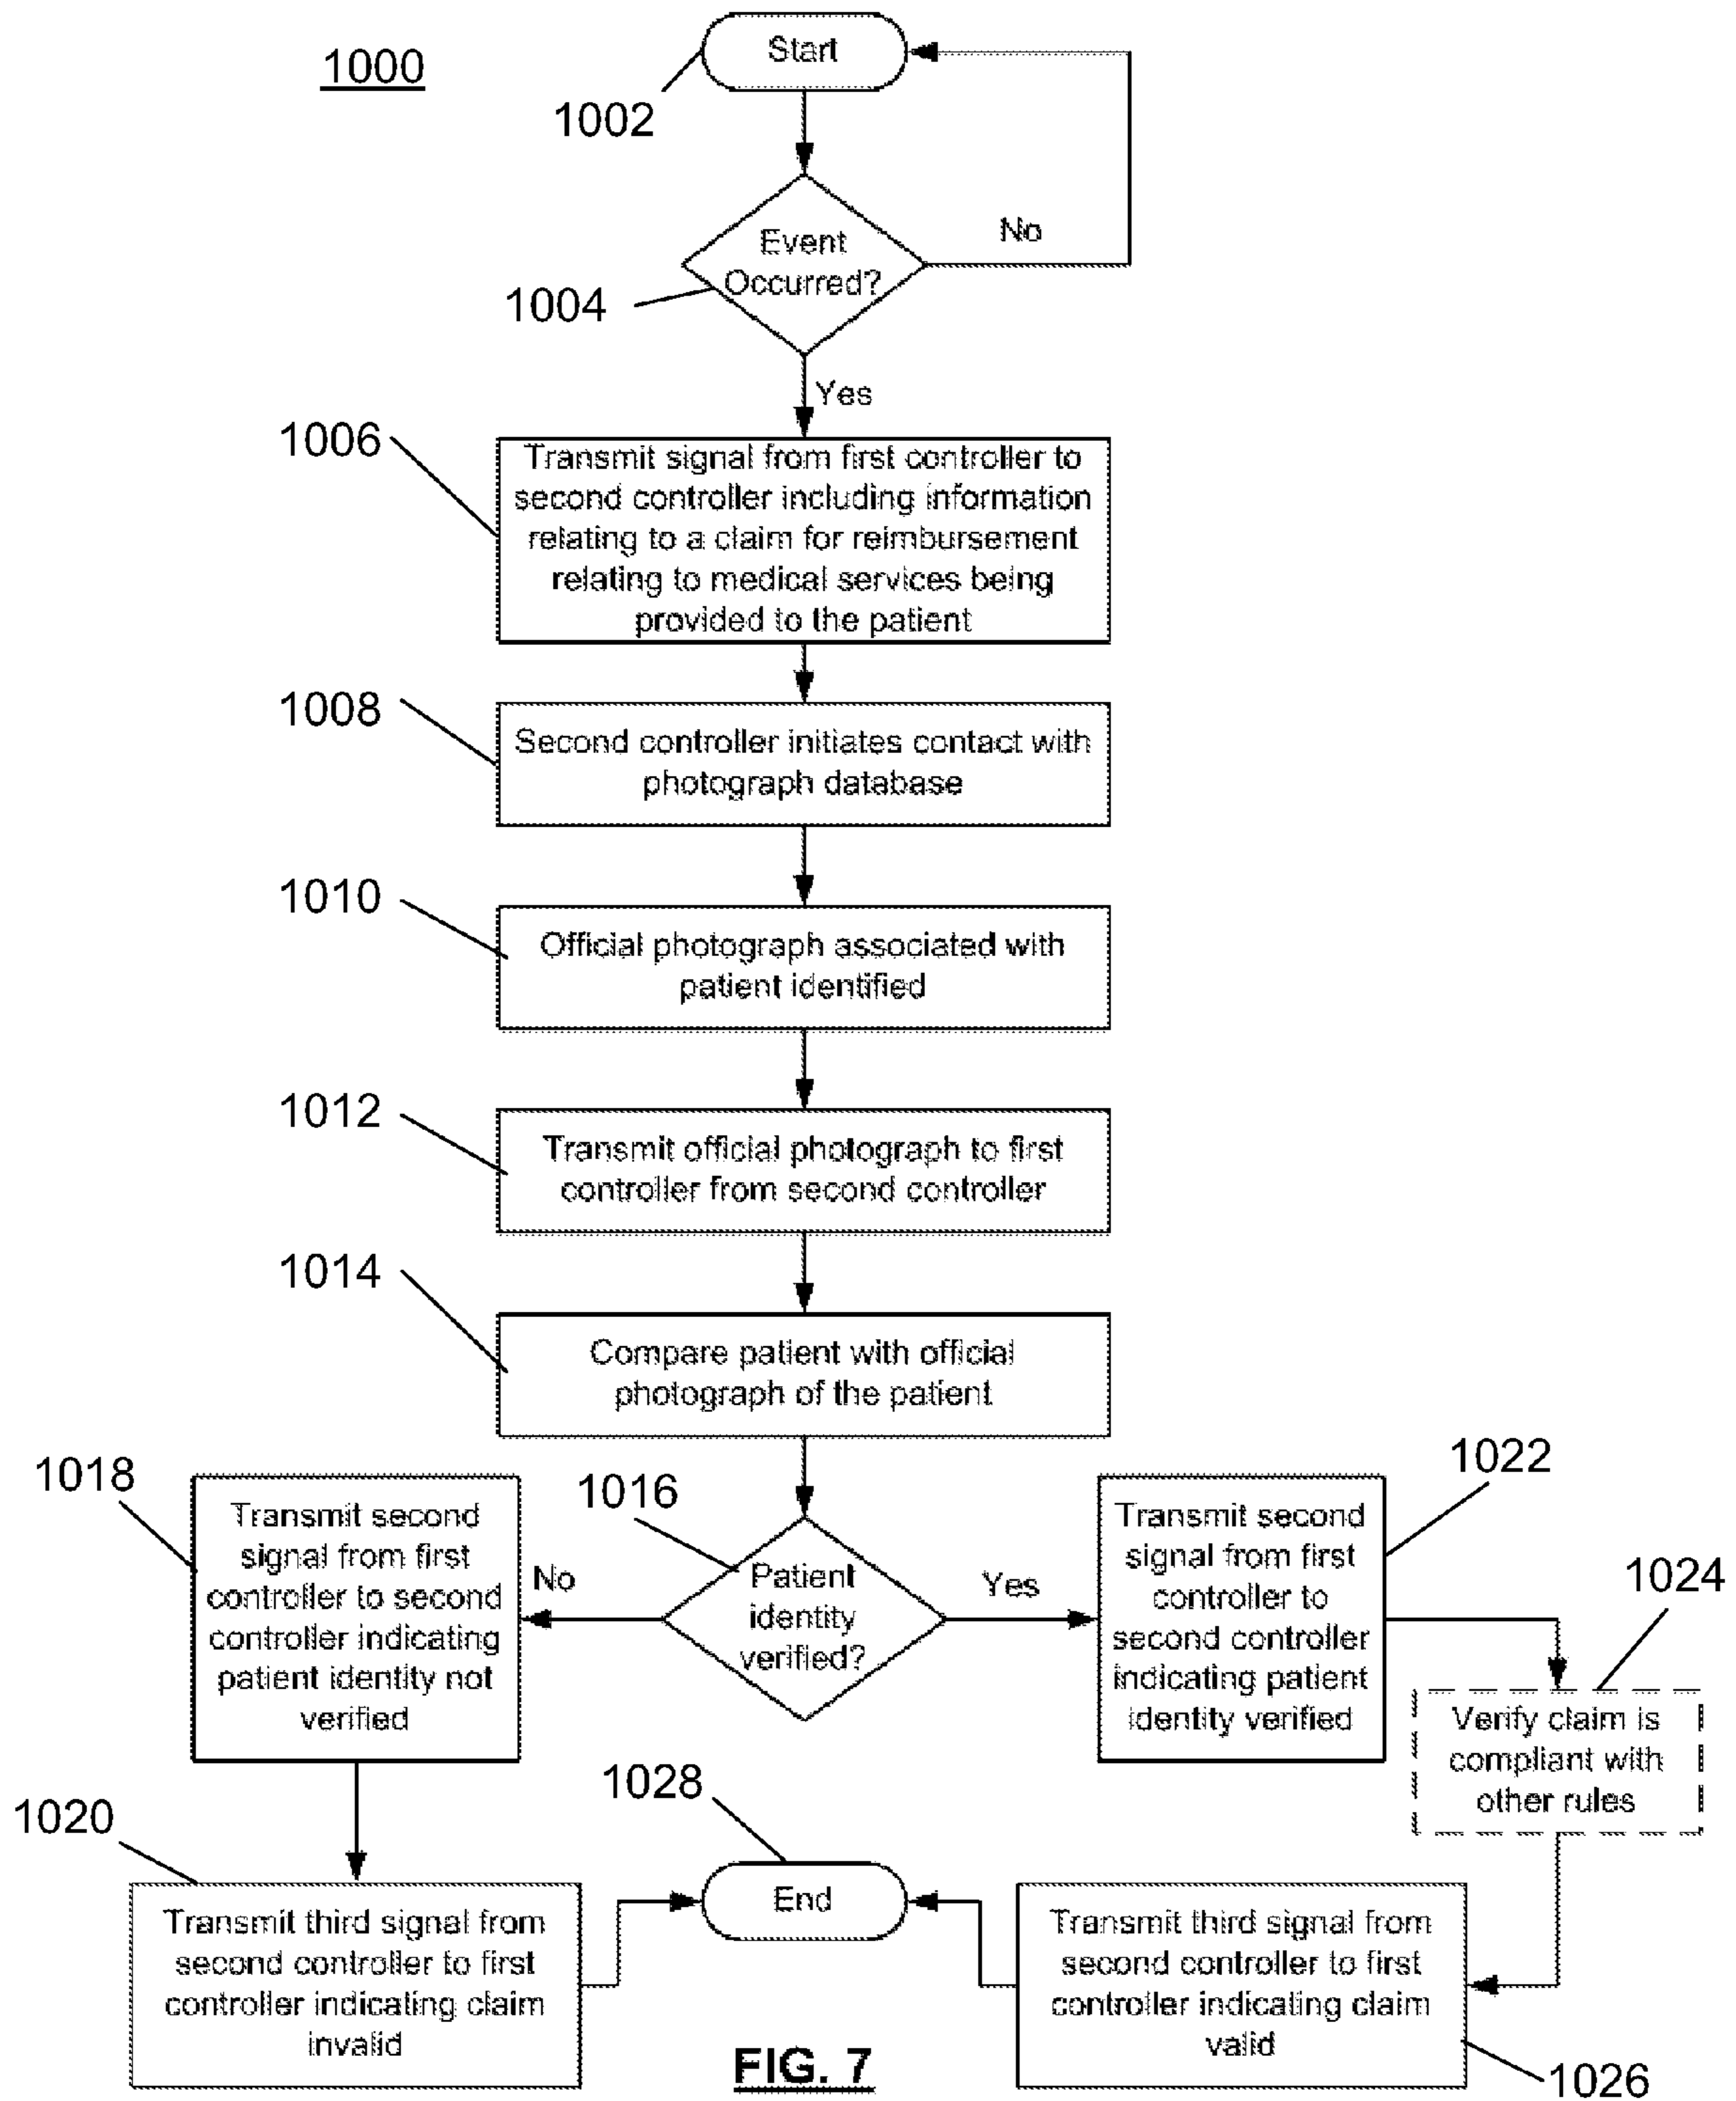 1000
Start
1002
No
Event
Occurred?
1004
Yes
1006
Transmit signal from first controller to
second controller including information
relating to a claim for reimbursement
relating to medical services being
provided to the patient
1008
Second controller initiates contact with
photograph database
1010
Official photograph associated with
patient identified
1012
Transmit official photograph to first
controller from second controller
1014
Compare patient with official
photograph of the patient
1018
Transmit second
signal from first
controller to second
controller indicating
patient identity not
verified
No
1016
Patient
identity
verified?
Yes
1022
Transmit second
signal from first
controller to
second controller
indicating patient
identity verified
1024
Verify claim is
compliant with
other rules
1020
Transmit third signal from
second controller to first
controller indicating claim
invalid
1028
End
Transmit third signal from
second controller to first
controller indicating claim
valid
1026
FIG. 7